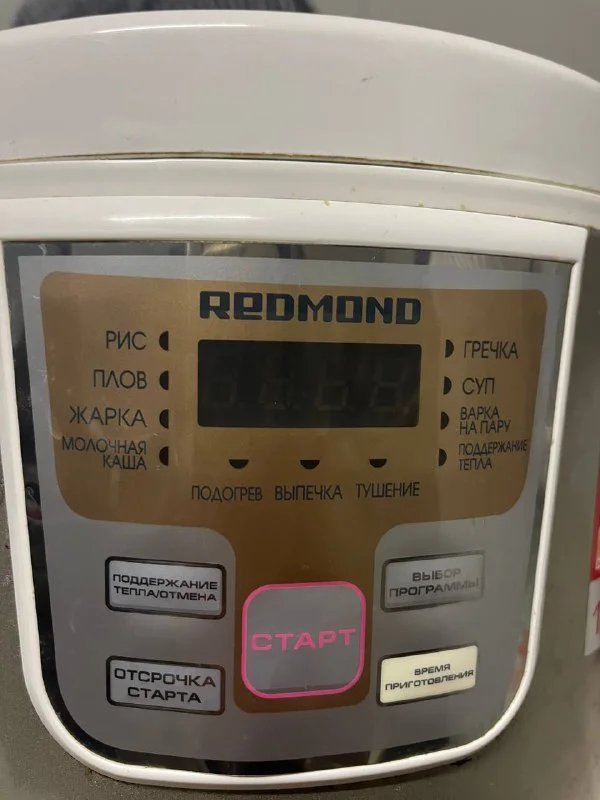 REDMOND
РИС
ПЛОВ
ЖАРКА
МОЛОЧНАЯ
КАША
ГРЕЧКА
СУП
ВАРКА
НА ПАРУ
ПОДДЕРЖАНИЕ
ТЕПЛА
ПОДОГРЕВ ВЫПЕЧКА ТУШЕНИЕ
ПОДДЕРЖАНИЕ
ТЕПЛА/ОТМЕНА
ВЫБОР
ПРОГРАММЫ
СТАРТ
ОТСРОЧКА
СТАРТА
ВРЕМЯ
ПРИГОТОВЛЕНИЯ